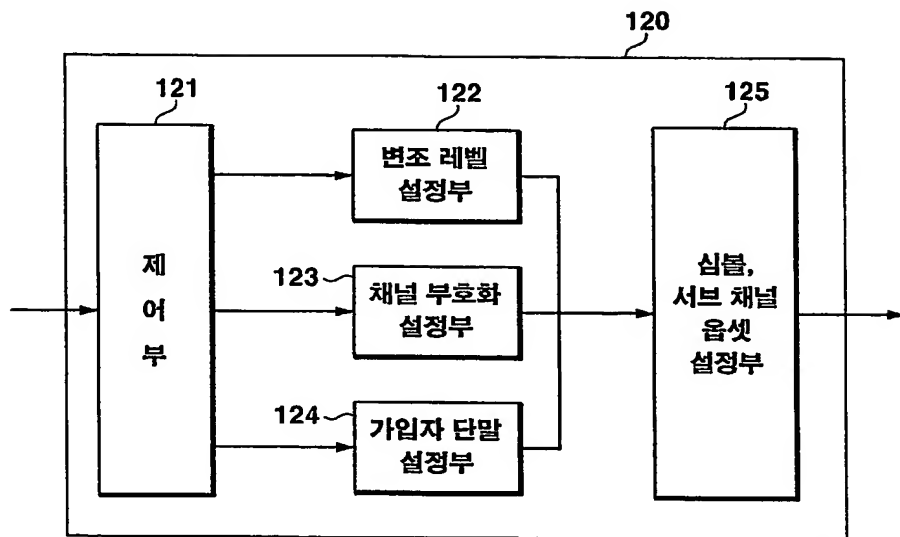 120
121
122
125
변조 레벨
설정부
제
어
부
123
채널 부호화
설정부
심볼,
서브 채널
옵셋
설정부
124
가입자 단말
설정부